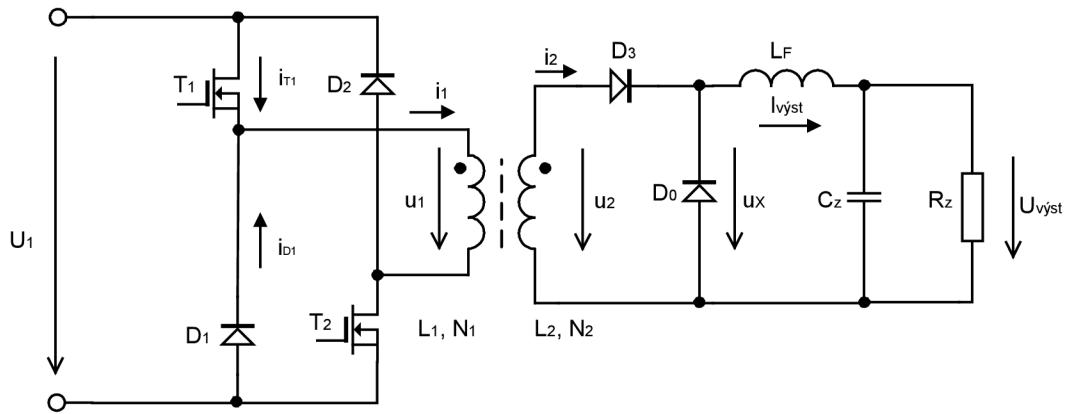 U1
T1
iT1
D2
i1
u1
iD1
D1
T2
L1, N1
i2
D3
u2
L2, N2
D0
uX
LF
Ivýst
Cz
Rz
Uvýst